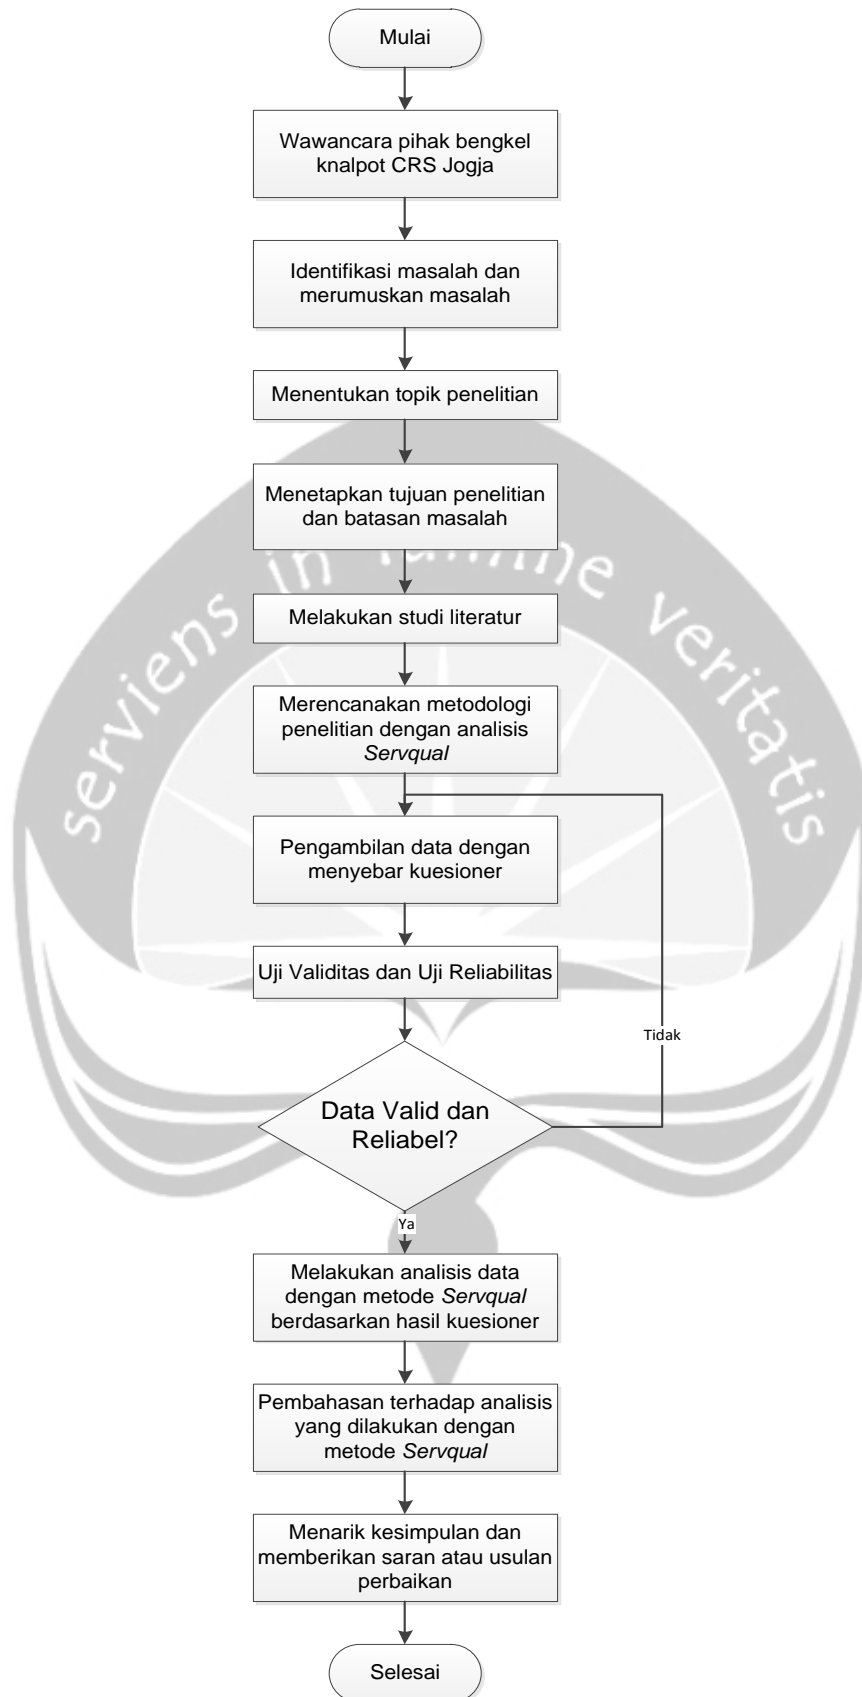 Mulai
Wawancara pihak bengkel
knalpot CRS Jogja
Identifikasi masalah dan
merumuskan masalah
Menentukan topik penelitian
Menetapkan tujuan penelitian
dan batasan masalah
serviens in lumine veritatis
Melakukan studi literatur
Merencanakan metodologi
penelitian dengan analisis
Servqual
Pengambilan data dengan
menyebar kuesioner
Uji Validitas dan Uji Reliabilitas
Tidak
Data Valid dan
Reliabel?
Ya
Melakukan analisis data
dengan metode Servqual
berdasarkan hasil kuesioner
Pembahasan terhadap analisis
yang dilakukan dengan
metode Servqual
Menarik kesimpulan dan
memberikan saran atau usulan
perbaikan
Selesai